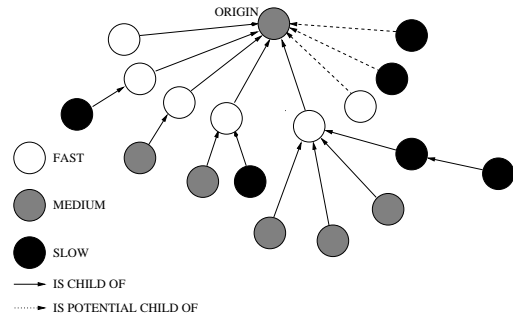 ORIGIN
FAST
MEDIUM
SLOW
IS CHILD OF
IS POTENTIAL CHILD OF